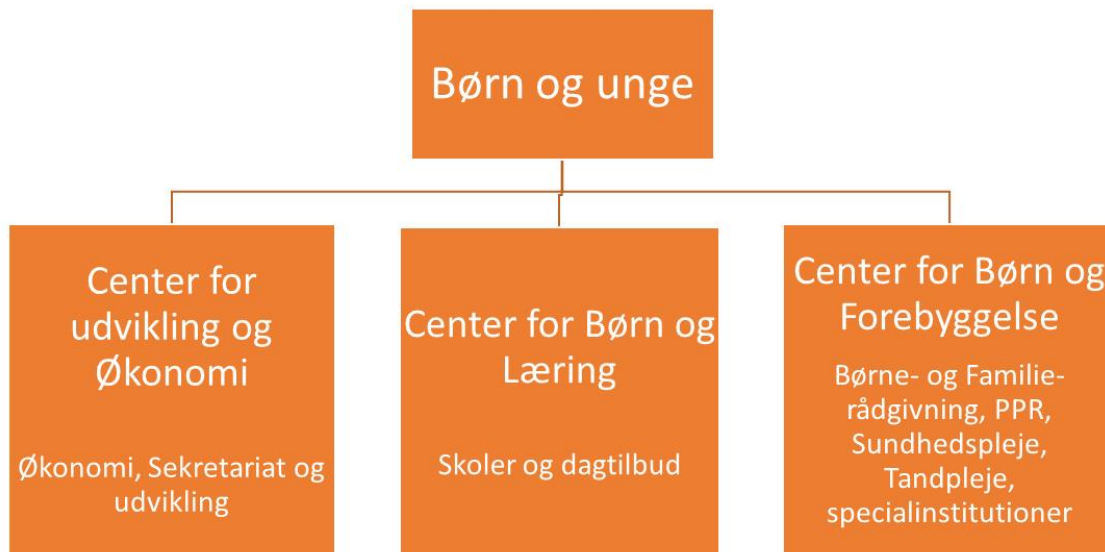 Børn og unge
Center for
udvikling og
Økonomi
Økonomi, Sekretariat og
udvikling
Center for Børn og
Læring
Skoler og dagtilbud
Center for Børn og
Forebyggelse
Børne- og Familie-
rådgivning, PPR,
Sundhedspleje,
Tandpleje,
specialinstitutioner